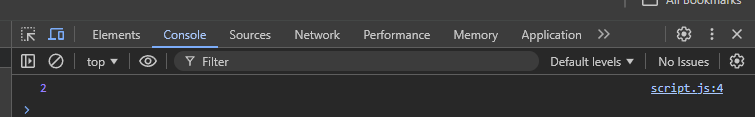 All Bookmarks
Elements Console Sources Network Performance Memory Application
top Filter Default levels No Issues
2 script.js:4